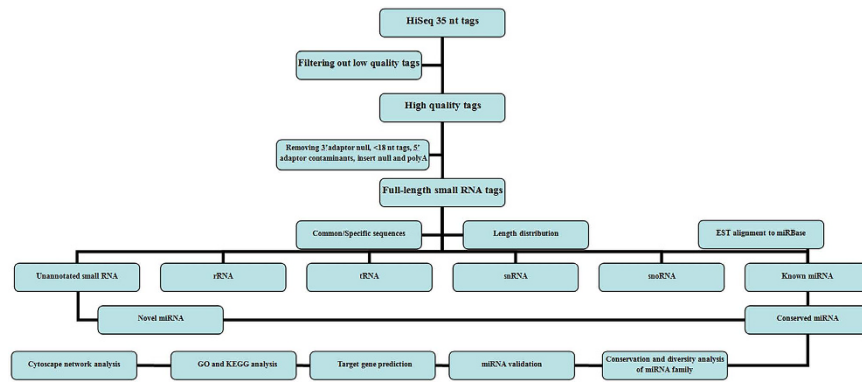 HiSeq 35 nt tags
Filtering out low quality tags
High quality tags
Removing 3'adaptor null, <18 nt tags, 5'
adaptor contaminants, insert null and polyA
Full-length small RNA tags
Common/Specific sequences
Length distribution
EST alignment to miRBase
Unannotated small RNA
rRNA
tRNA
snRNA
snoRNA
Known miRNA
Novel miRNA
Conserved miRNA
Cytoscape network analysis
GO and KEGG analysis
Target gene prediction
miRNA validation
Conservation and diversity analysis
of miRNA family